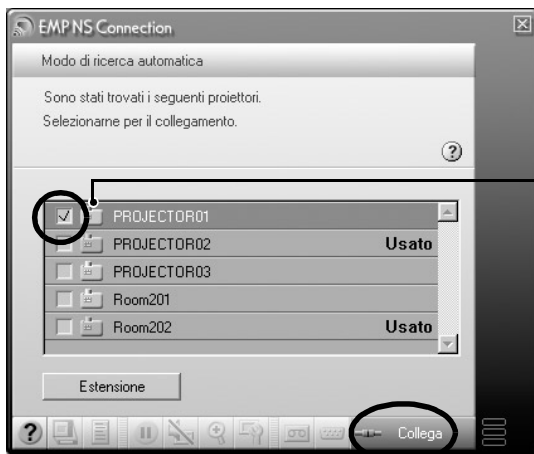 EMP NS Connection
Modo di ricerca automatica
Sono stati trovati i seguenti proiettori.
Selezionarne per il collegamento.
PROJECTOR01
PROJECTOR02 Usato
PROJECTOR03
Room201
Room202 Usato
Estensione
Collega